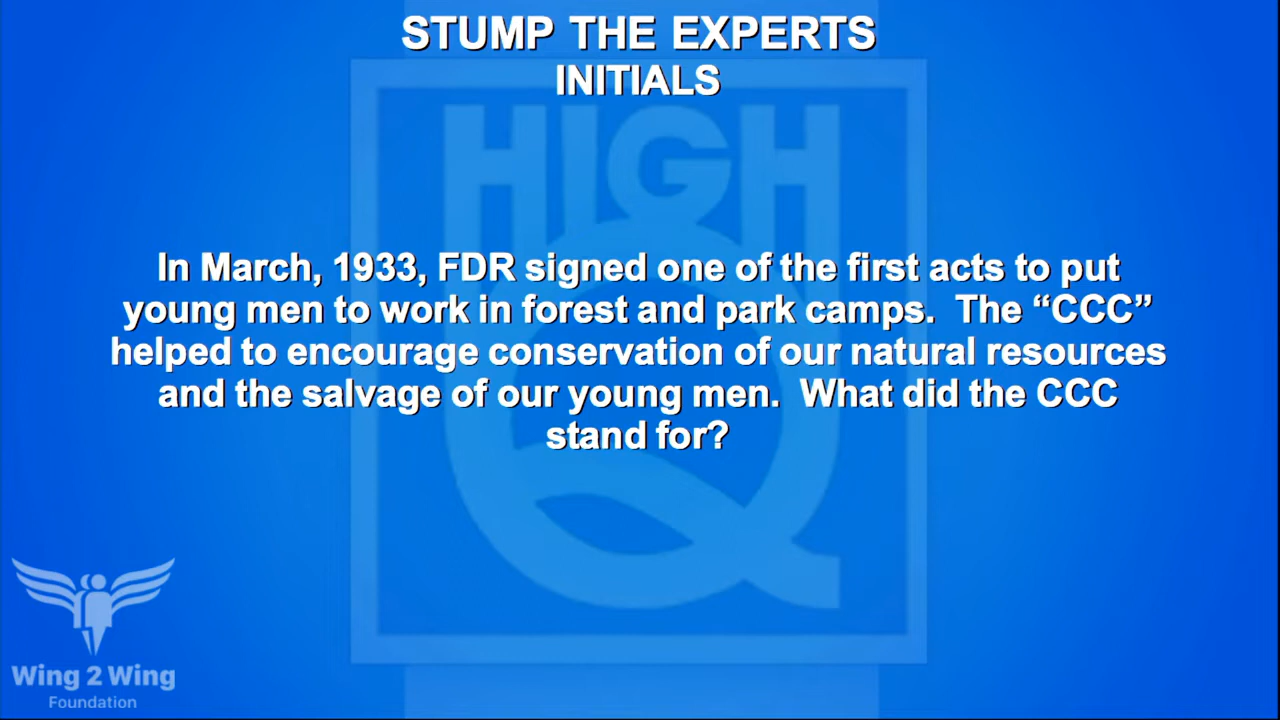 STUMP THE EXPERTS
INITIALS
HIGH
Q
In March, 1933, FDR signed one of the first acts to put
young men to work in forest and park camps.  The “CCC”
helped to encourage conservation of our natural resources
and the salvage of our young men.  What did the CCC
stand for?
Wing 2 Wing
Foundation